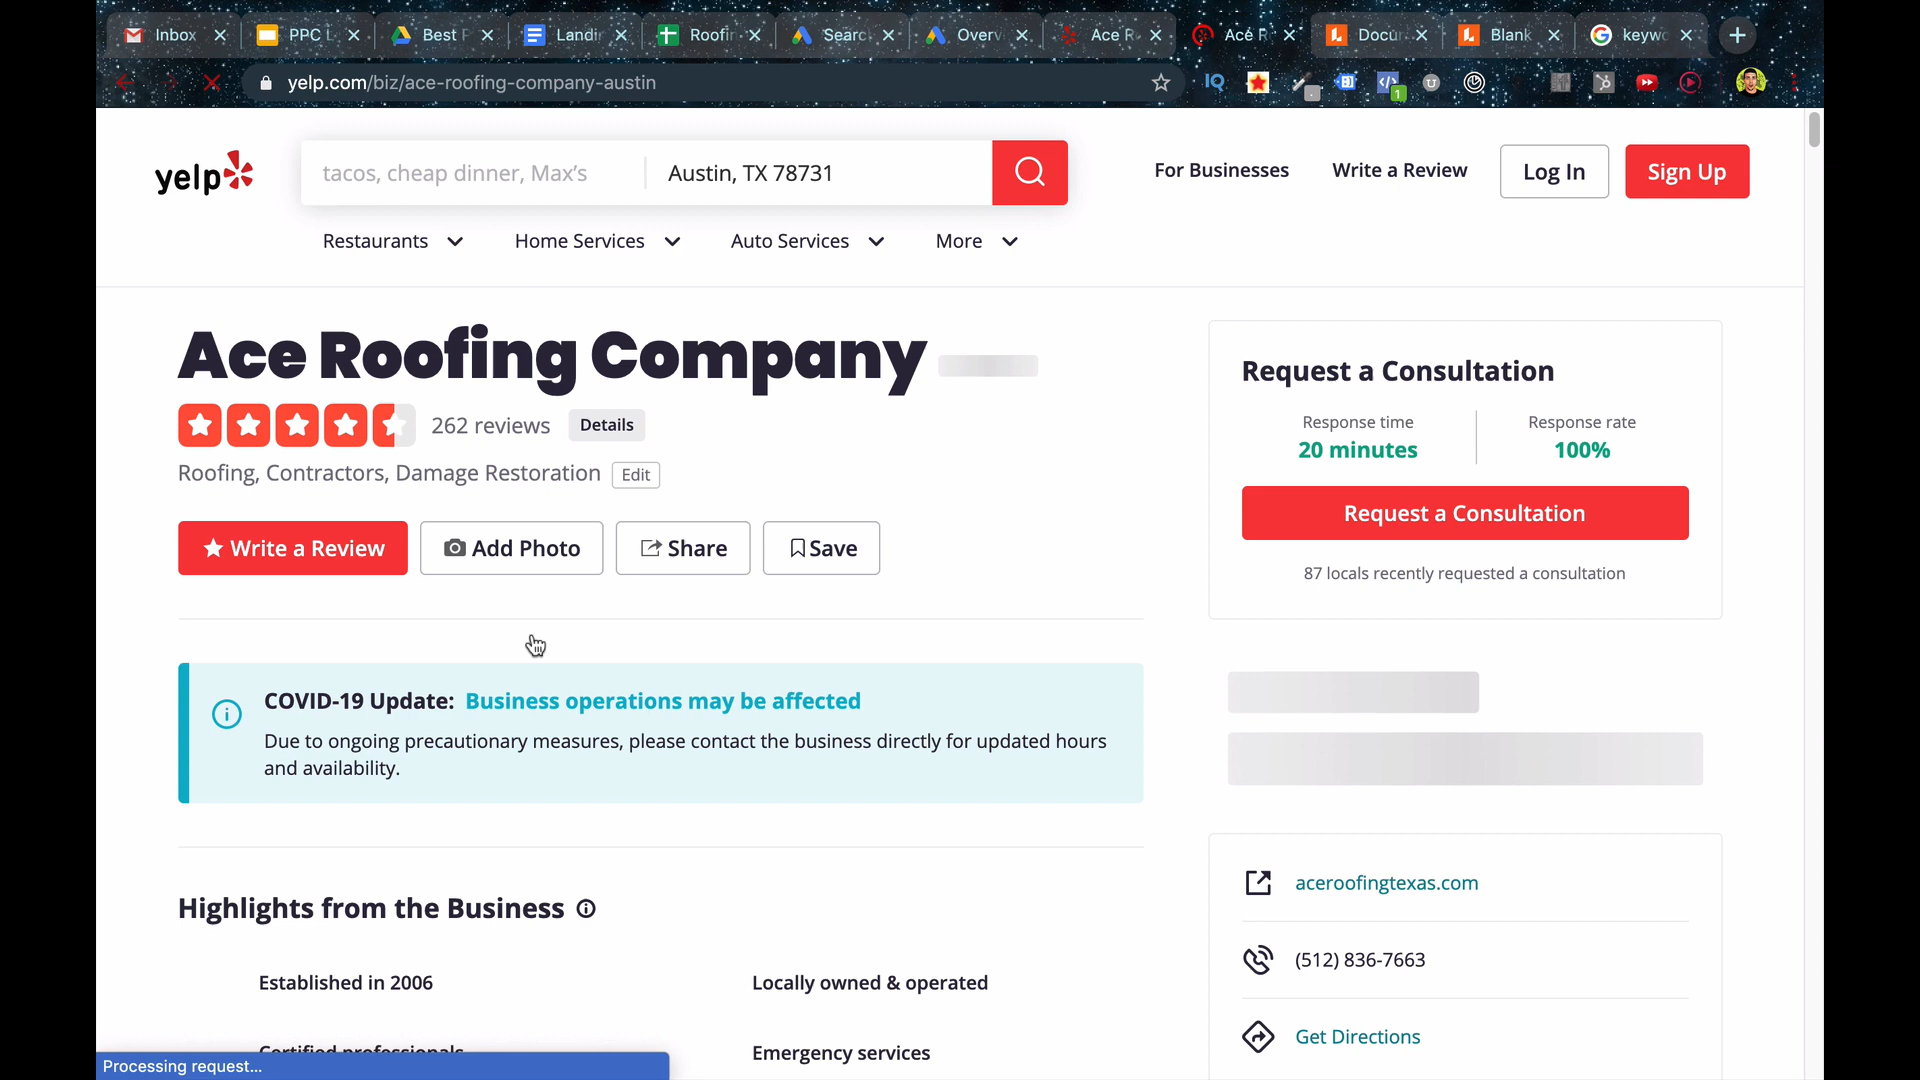 Inbox
PPC L
Best F
Landi
Roofi
Searc
Overv
Ace R
Ace R
Docu
Blank
keywo
yelp.com/biz/ace-roofing-company-austin
1
yelp
tacos, cheap dinner, Max's
Austin, TX 78731
For Businesses
Write a Review
Log In
Sign Up
Restaurants
Home Services
Auto Services
More
Ace Roofing Company
262 reviews
Details
Roofing, Contractors, Damage Restoration
Edit
Write a Review
Add Photo
Share
Save
COVID-19 Update: Business operations may be affected
Due to ongoing precautionary measures, please contact the business directly for updated hours
and availability.
Highlights from the Business
Established in 2006
Locally owned & operated
Certified professionals
Emergency services
Processing request...
Request a Consultation
Response time
Response rate
20 minutes
100%
Request a Consultation
87 locals recently requested a consultation
aceroofingtexas.com
(512) 836-7663
Get Directions